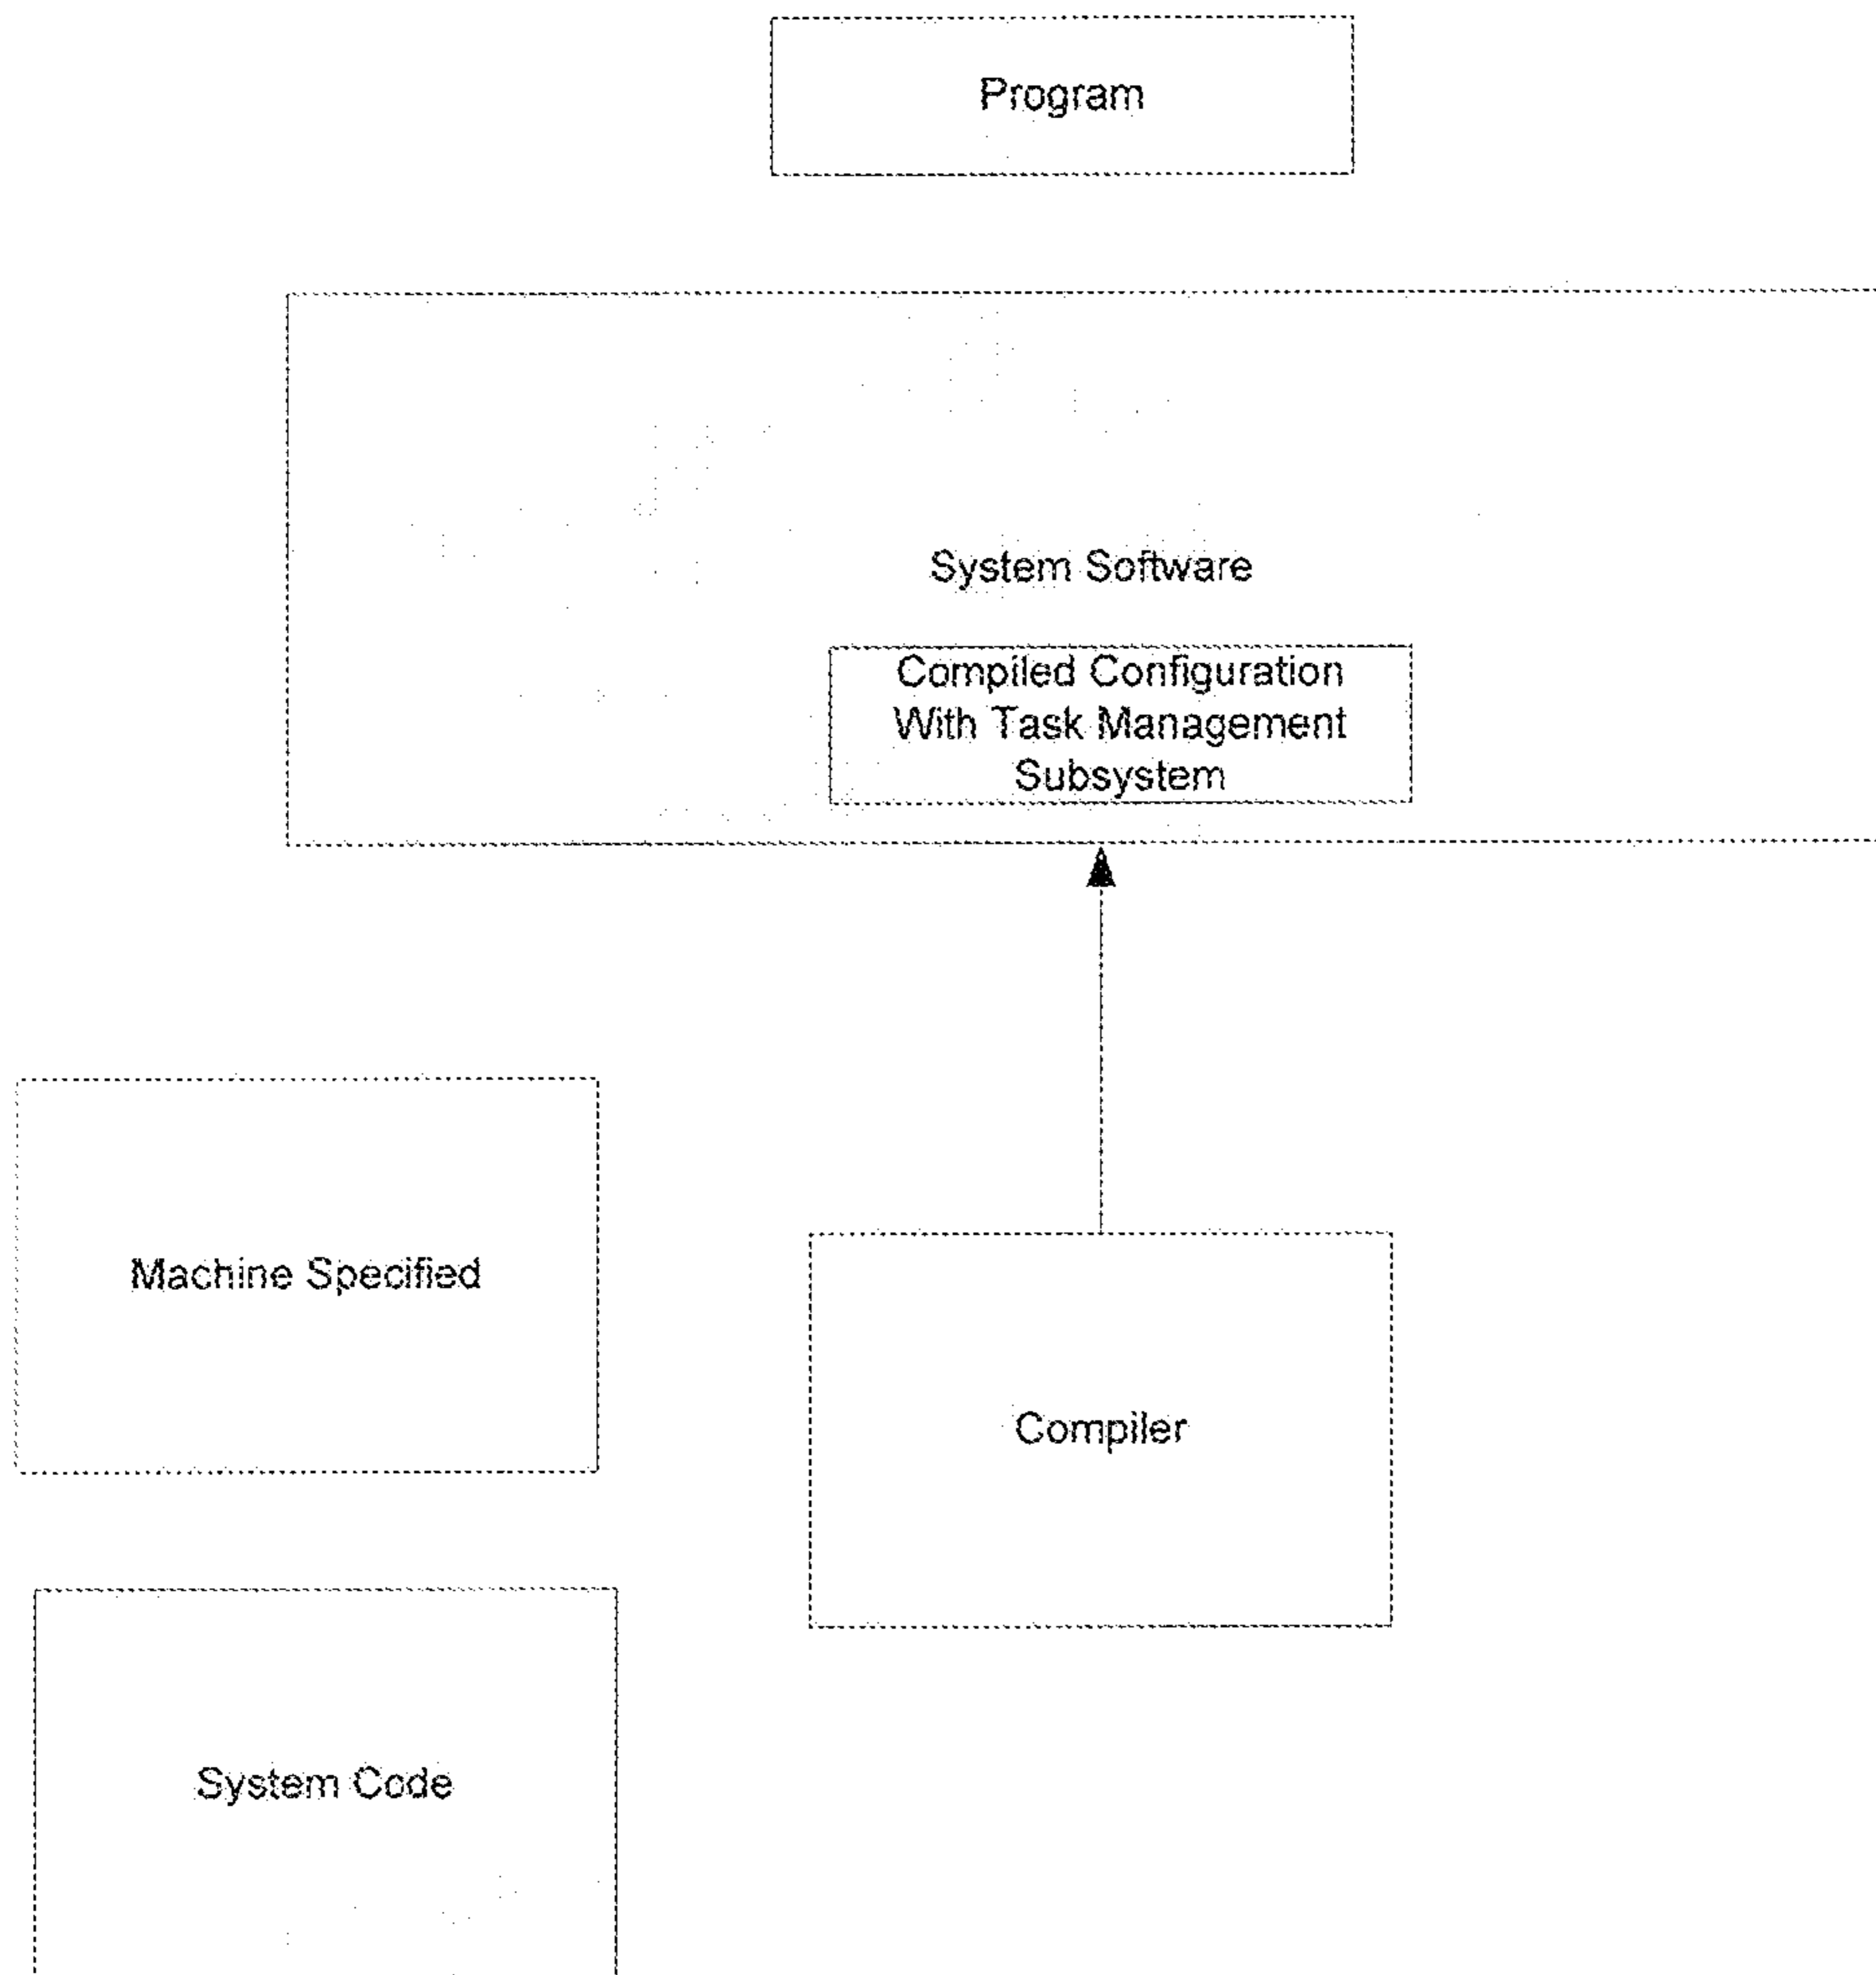 Program
System Software
Compiled Configuration
With Task Management
Subsystem
Machine Specified
Compiler
System Code